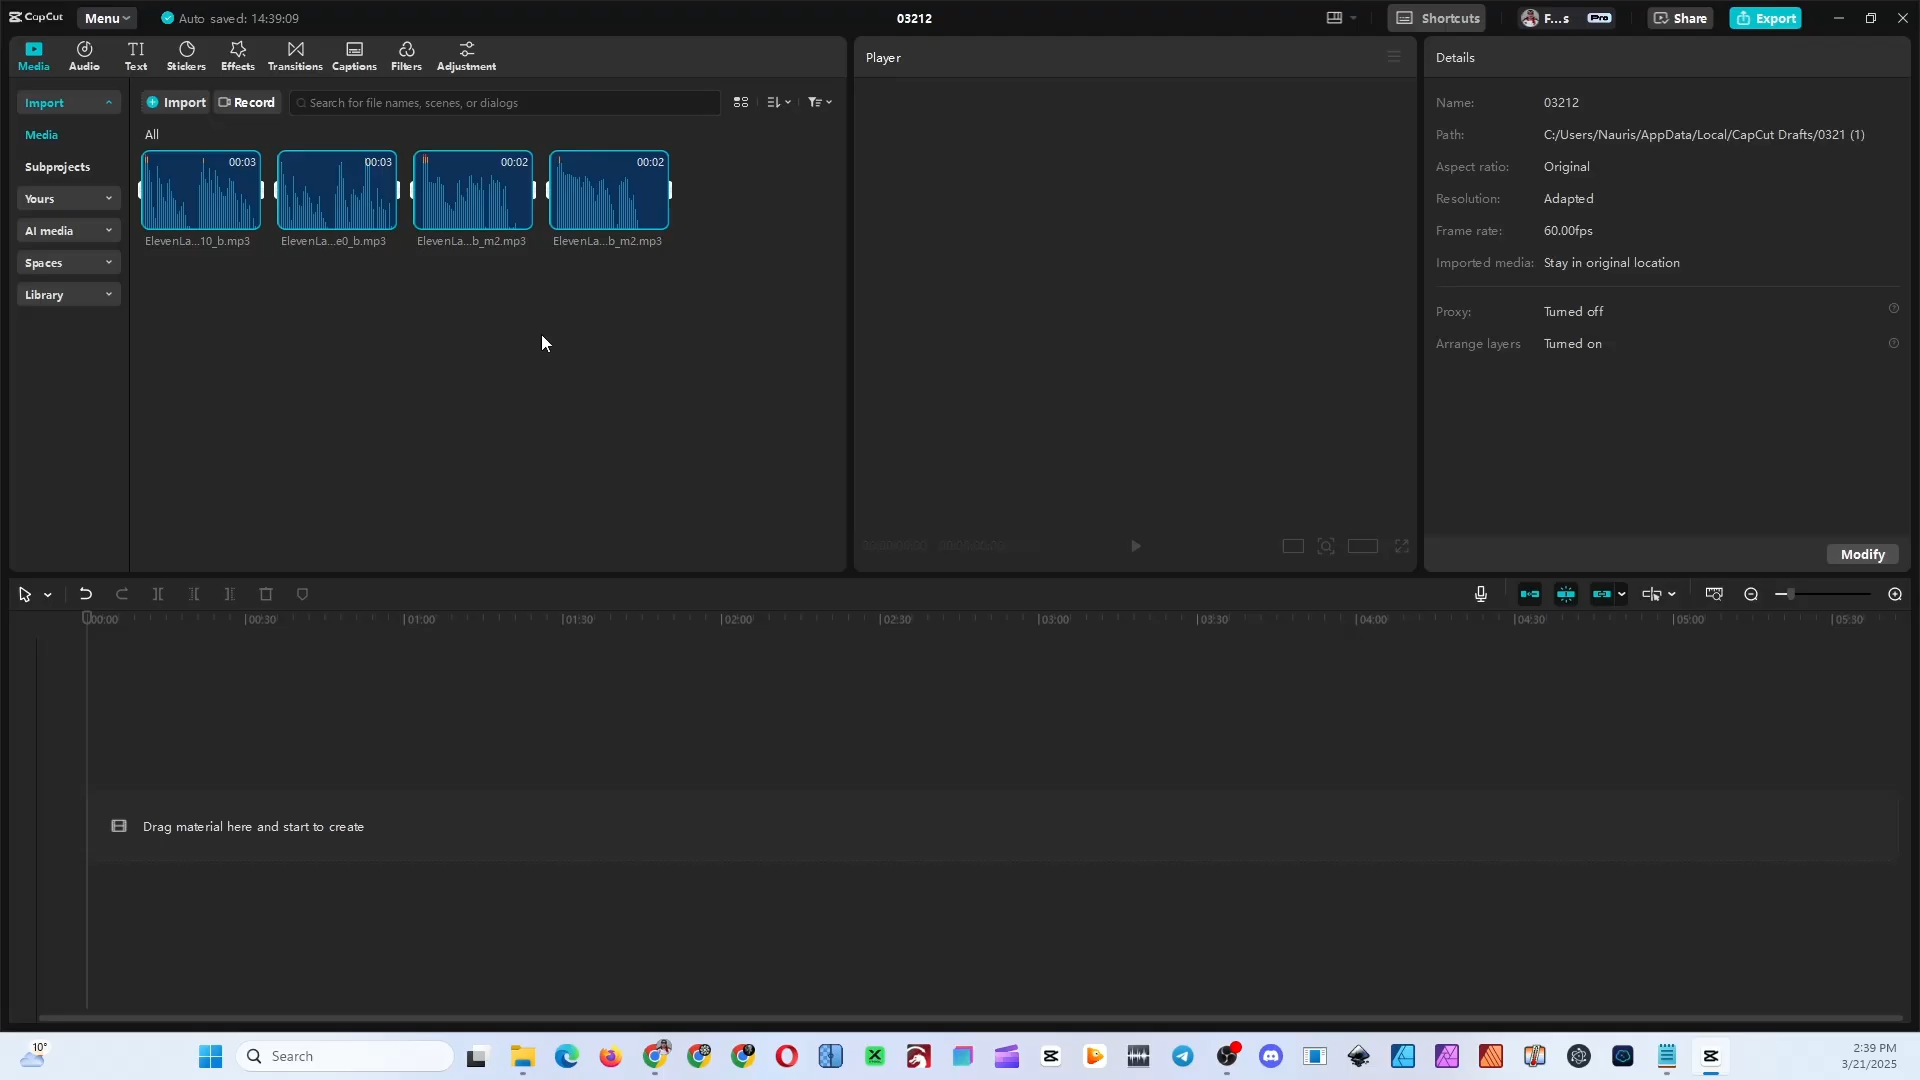 CapCut
Menu
Auto saved: 14:39:09
03212
Shortcuts
F...s
Pro
Share
Export
Media
Audio
Text
Stickers
Effects
Transitions
Captions
Filters
Adjustment
Player
Details
Import
Media
Subprojects
Yours
AI media
Spaces
Library
Import
Record
Search for file names, scenes, or dialogs
All
00:03
00:03
00:02
00:02
ElevenLa...10_b.mp3
ElevenLa...e0_b.mp3
ElevenLa...b_m2.mp3
ElevenLa...b_m2.mp3
Name: 03212
Path: C:/Users/Nauris/AppData/Local/CapCut Drafts/0321 (1)
Aspect ratio: Original
Resolution: Adapted
Frame rate: 60.00fps
Imported media: Stay in original location
Proxy: Turned off
Arrange layers Turned on
Modify
00:00 00:30 01:00 01:30 02:00 02:30 03:00 03:30 04:00 04:30 05:00 05:30
Drag material here and start to create
10°
Search
2:39 PM
3/21/2025